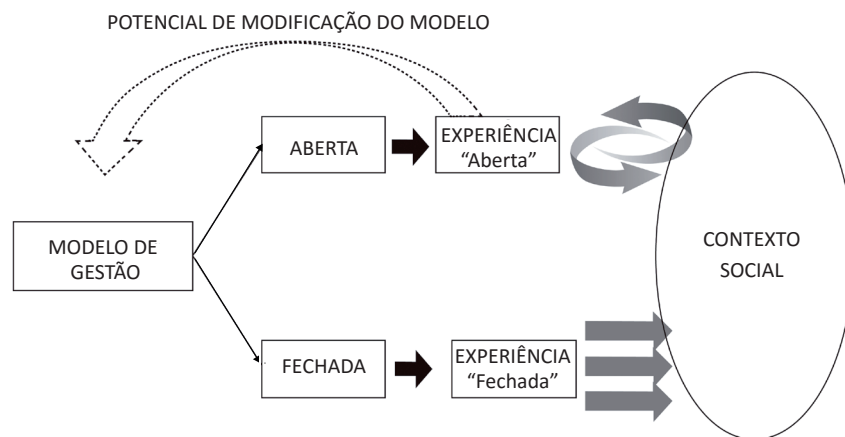 POTENCIAL DE MODIFICAÇÃO DO MODELO
ABERTA
EXPERIÊNCIA
“Aberta”
MODELO DE
GESTÃO
CONTEXTO
SOCIAL
FECHADA
EXPERIÊNCIA
“Fechada”